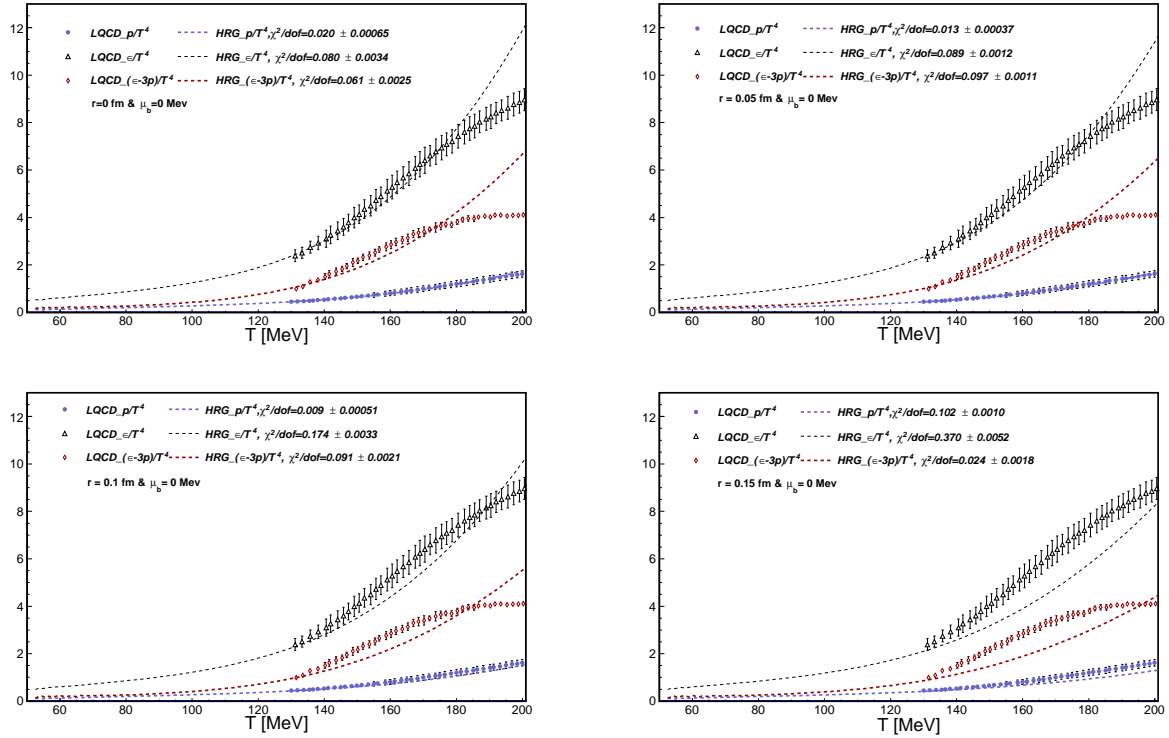 12
10
8
6
4
2
0
LQCD_p/T⁴ HRG_p/T⁴,χ²/dof=0.020 ± 0.00065
LQCD_ϵ/T⁴ HRG_ϵ/T⁴, χ²/dof=0.080 ± 0.0034
LQCD_(ϵ-3p)/T⁴ HRG_(ϵ-3p)/T⁴, χ²/dof=0.061 ± 0.0025
r=0 fm & μ_b=0 Mev
60 80 100 120 140 160 180 200
T [MeV]
12
10
8
6
4
2
0
LQCD_p/T⁴ HRG_p/T⁴, χ²/dof=0.013 ± 0.00037
LQCD_ϵ/T⁴ HRG_ϵ/T⁴, χ²/dof=0.089 ± 0.0012
LQCD_(ϵ-3p)/T⁴ HRG_(ϵ-3p)/T⁴, χ²/dof=0.097 ± 0.0011
r = 0.05 fm & μ_b=0 Mev
60 80 100 120 140 160 180 200
T [MeV]
12
10
8
6
4
2
0
LQCD_p/T⁴ HRG_p/T⁴,χ²/dof=0.009 ± 0.00051
LQCD_ϵ/T⁴ HRG_ϵ/T⁴, χ²/dof=0.174 ± 0.0033
LQCD_(ϵ-3p)/T⁴ HRG_(ϵ-3p)/T⁴, χ²/dof=0.091 ± 0.0021
r = 0.1 fm & μ_b=0 Mev
60 80 100 120 140 160 180 200
T [MeV]
12
10
8
6
4
2
0
LQCD_p/T⁴ HRG_p/T⁴,χ²/dof=0.102 ± 0.0010
LQCD_ϵ/T⁴ HRG_ϵ/T⁴, χ²/dof=0.370 ± 0.0052
LQCD_(ϵ-3p)/T⁴ HRG_(ϵ-3p)/T⁴, χ²/dof=0.024 ± 0.0018
r = 0.15 fm & μ_b=0 Mev
60 80 100 120 140 160 180 200
T [MeV]